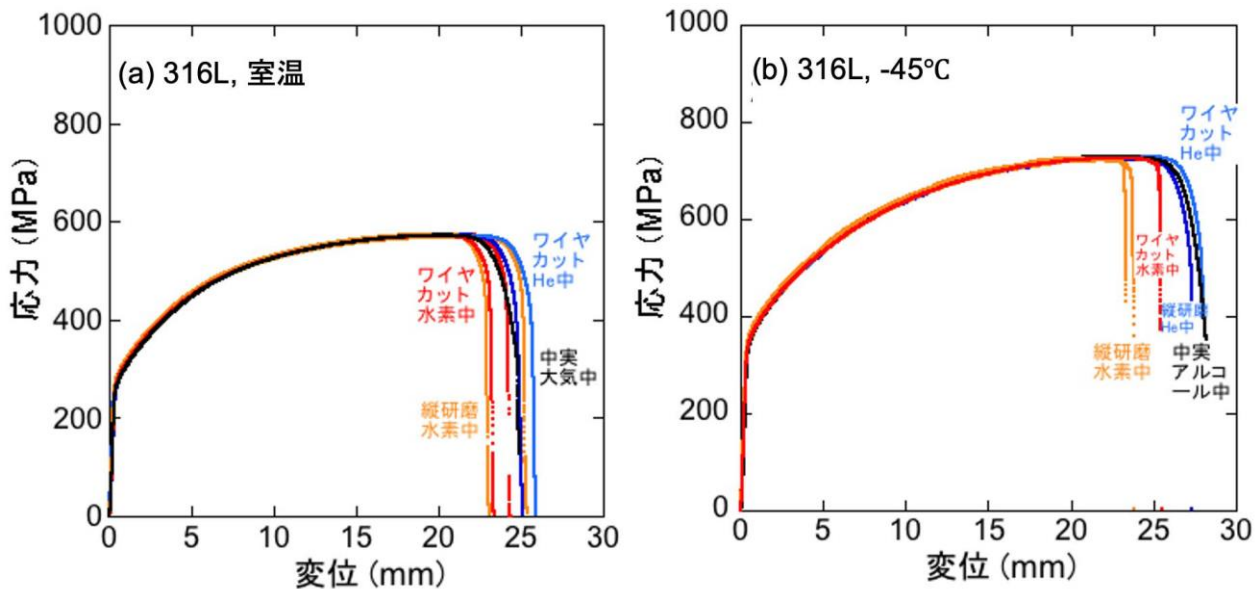 (a) 316L, 室温
応力 (MPa)
1000
800
600
400
200
0
ワイヤ
カット
水素中
ワイヤ
カット
He中
中実
大気中
縦研磨
水素中
0 5 10 15 20 25 30
変位 (mm)
(b) 316L, -45℃
応力 (MPa)
1000
800
600
400
200
0
ワイヤ
カット
He中
ワイヤ
カット
水素中
縦研磨
He中
縦研磨
水素中
中実
アルコ
ール中
0 5 10 15 20 25 30
変位 (mm)